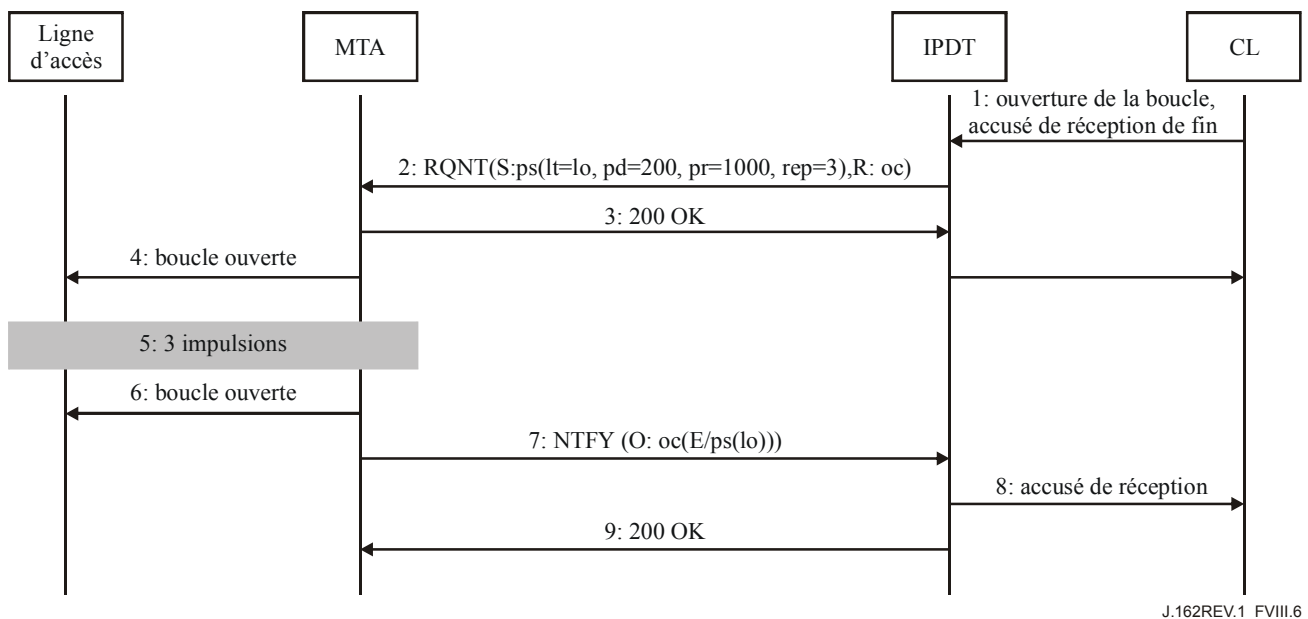 Ligne
d'accès
MTA
IPDT
CL
1: ouverture de la boucle,
accusé de réception de fin
2: RQNT(S:ps(lt=lo, pd=200, pr=1000, rep=3),R: oc)
3: 200 OK
4: boucle ouverte
5: 3 impulsions
6: boucle ouverte
7: NTFY (O: oc(E/ps(lo)))
8: accusé de réception
9: 200 OK
J.162REV.1_FVIII.6